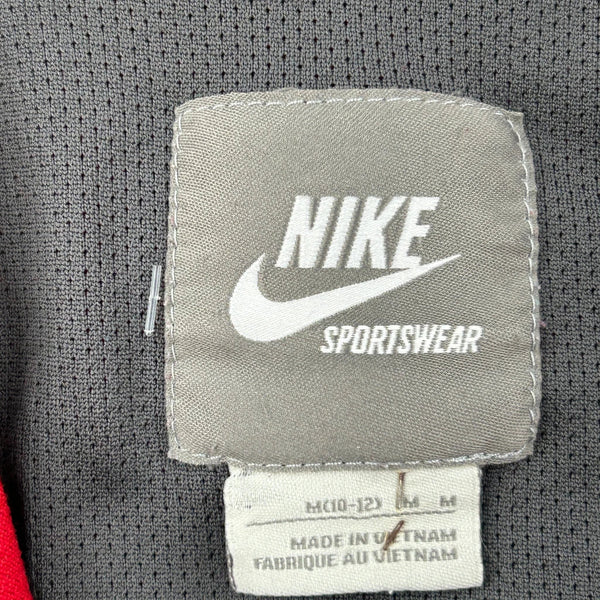 NIKE
SPORTSWEAR
M(10-12) M M
MADE IN VIETNAM
FABRIQUE AU VIETNAM